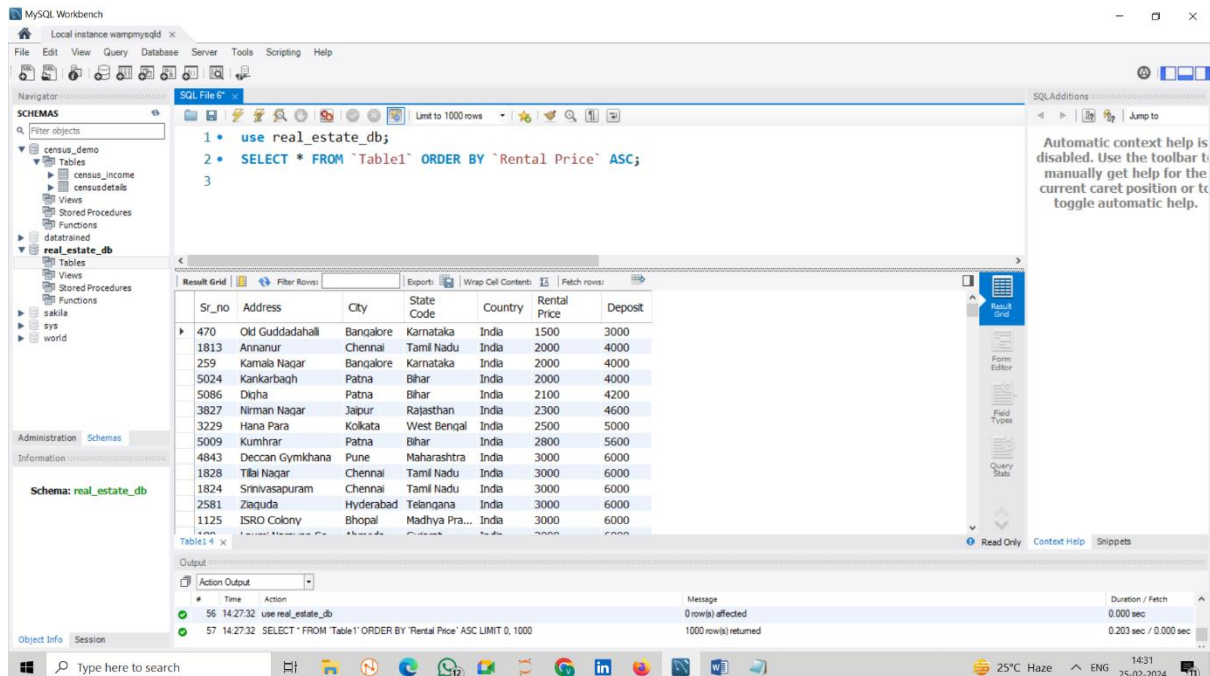 MySQL Workbench
Local instance wampmysqld
File Edit View Query Database Server Tools Scripting Help
Navigator
SCHEMAS
Filter objects
census_demo
Tables
census_income
censusdetails
Views
Stored Procedures
Functions
datatrained
real_estate_db
Tables
Views
Stored Procedures
Functions
sakila
sys
world
Administration Schemas
Information
Schema: real_estate_db
Object Info Session
SQL File 6*
Limit to 1000 rows
1 use real_estate_db;
2 SELECT * FROM `Table1` ORDER BY `Rental Price` ASC;
3
Result Grid Filter Rows: Export: Wrap Cell Content: Fetch rows:
Sr_no Address City State Code Country Rental Price Deposit
470 Old Guddadahalli Bangalore Karnataka India 1500 3000
1813 Annanur Chennai Tamil Nadu India 2000 4000
259 Kamala Nagar Bangalore Karnataka India 2000 4000
5024 Kankarbagh Patna Bihar India 2000 4000
5086 Digha Patna Bihar India 2100 4200
3827 Nirman Nagar Jaipur Rajasthan India 2300 4600
3229 Hana Para Kolkata West Bengal India 2500 5000
5009 Kumhrar Patna Bihar India 2800 5600
4843 Deccan Gymkhana Pune Maharashtra India 3000 6000
1828 Tillai Nagar Chennai Tamil Nadu India 3000 6000
1824 Srinivasapuram Chennai Tamil Nadu India 3000 6000
2581 Ziaguda Hyderabad Telangana India 3000 6000
1125 ISRO Colony Bhopal Madhya Pra... India 3000 6000
Result Grid
Form Editor
Field Types
Query Stats
Table1 4
Read Only
SQLAdditions
Jump to
Automatic context help is
disabled. Use the toolbar t
manually get help for the
current caret position or to
toggle automatic help.
Context Help Snippets
Output
Action Output
# Time Action Message Duration / Fetch
56 14:27:32 use real_estate_db 0 row(s) affected 0.000 sec
57 14:27:32 SELECT * FROM `Table1` ORDER BY `Rental Price` ASC LIMIT 0, 1000 1000 row(s) returned 0.203 sec / 0.000 sec
Type here to search
25°C Haze ENG 14:31
25-02-2024